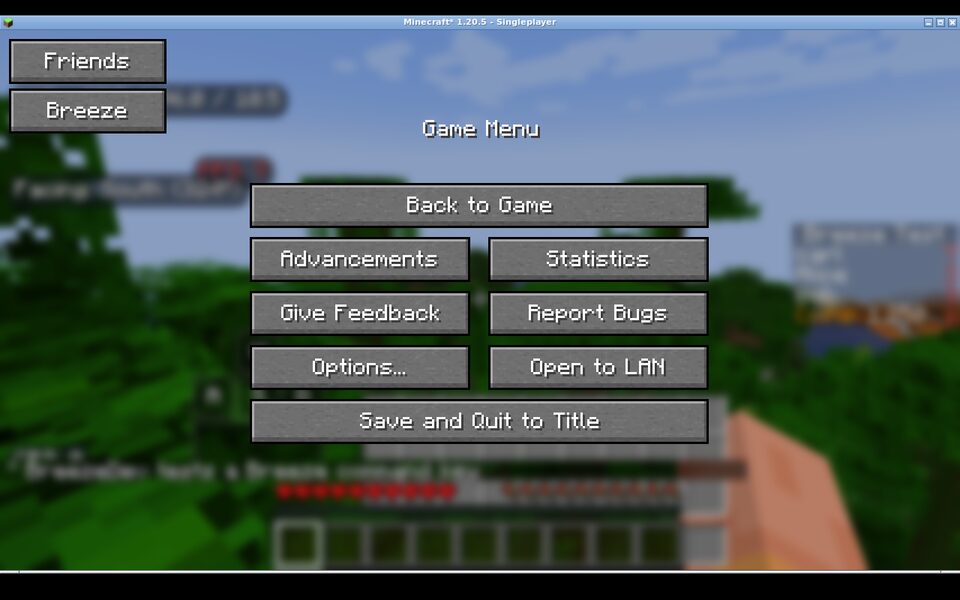 Minecraft* 1.20.5 - Singleplayer
Friends
Breeze
Game Menu
Back to Game
Advancements
Statistics
Give Feedback
Report Bugs
Options...
Open to LAN
Save and Quit to Title